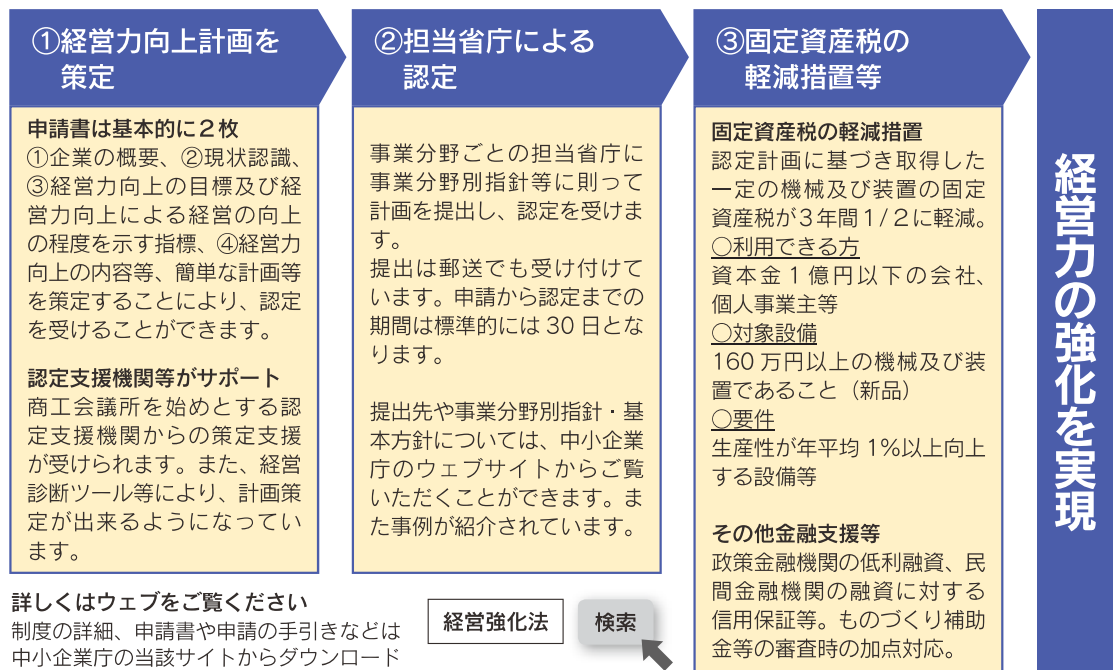 ①経営力向上計画を
策定
申請書は基本的に２枚
①企業の概要、②現状認識、
③経営力向上の目標及び経
営力向上による経営の向上
の程度を示す指標、④経営力
向上の内容等、簡単な計画等
を策定することにより、認定
を受けることができます。
認定支援機関等がサポート
商工会議所を始めとする認
定支援機関からの策定支援
が受けられます。また、経営
診断ツール等により、計画策
定が出来るようになってい
ます。
②担当省庁による
認定
事業分野ごとの担当省庁に
事業分野別指針等に則って
計画を提出し、認定を受けま
す。
提出は郵送でも受け付けて
います。申請から認定までの
期間は標準的には 30 日とな
ります。
提出先や事業分野別指針・基
本方針については、中小企業
庁のウェブサイトからご覧
いただくことができます。ま
た事例が紹介されています。
③固定資産税の
軽減措置等
固定資産税の軽減措置
認定計画に基づき取得した
一定の機械及び装置の固定
資産税が３年間１/２に軽減。
○利用できる方
資本金１億円以下の会社、
個人事業主等
○対象設備
160 万円以上の機械及び装
置であること（新品）
○要件
生産性が年平均 1%以上向上
する設備等
その他金融支援等
政策金融機関の低利融資、民
間金融機関の融資に対する
信用保証等。ものづくり補助
金等の審査時の加点対応。
経営力の強化を実現
詳しくはウェブをご覧ください
制度の詳細、申請書や申請の手引きなどは
中小企業庁の当該サイトからダウンロード
経営強化法
検索